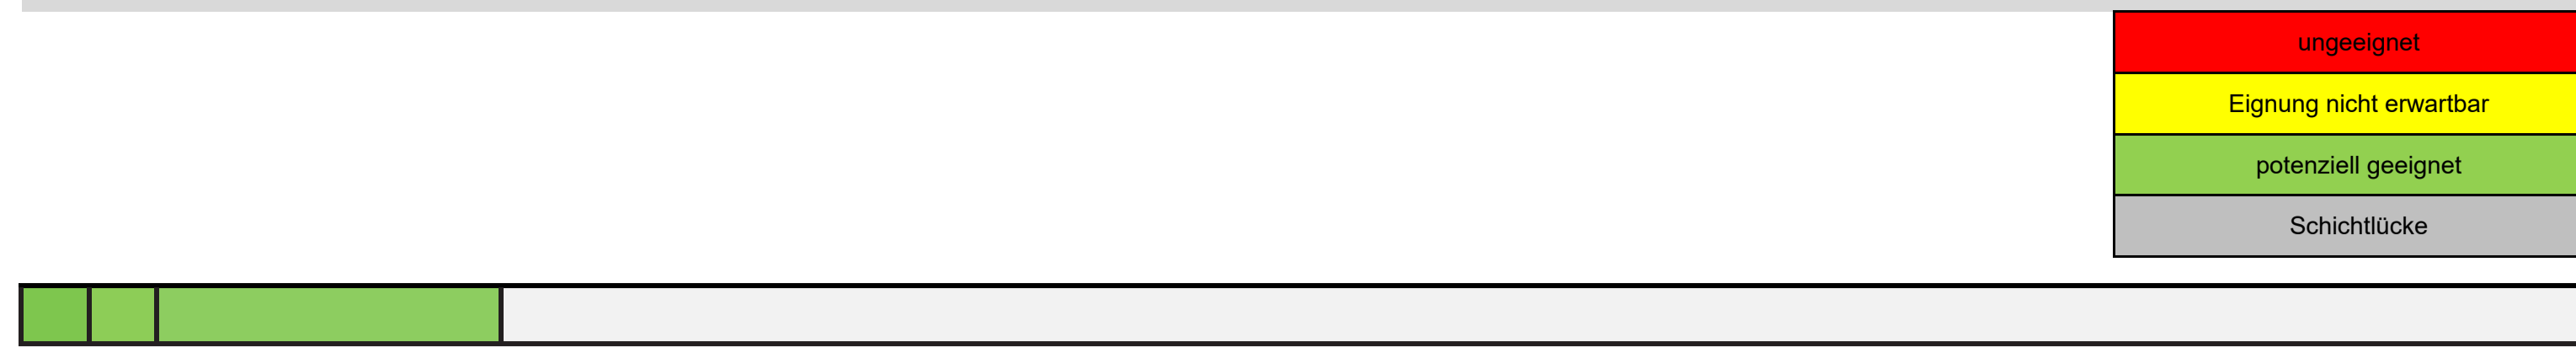 ungeeignet
Eignung nicht erwartbar
potenziell geeignet
Schichtlücke